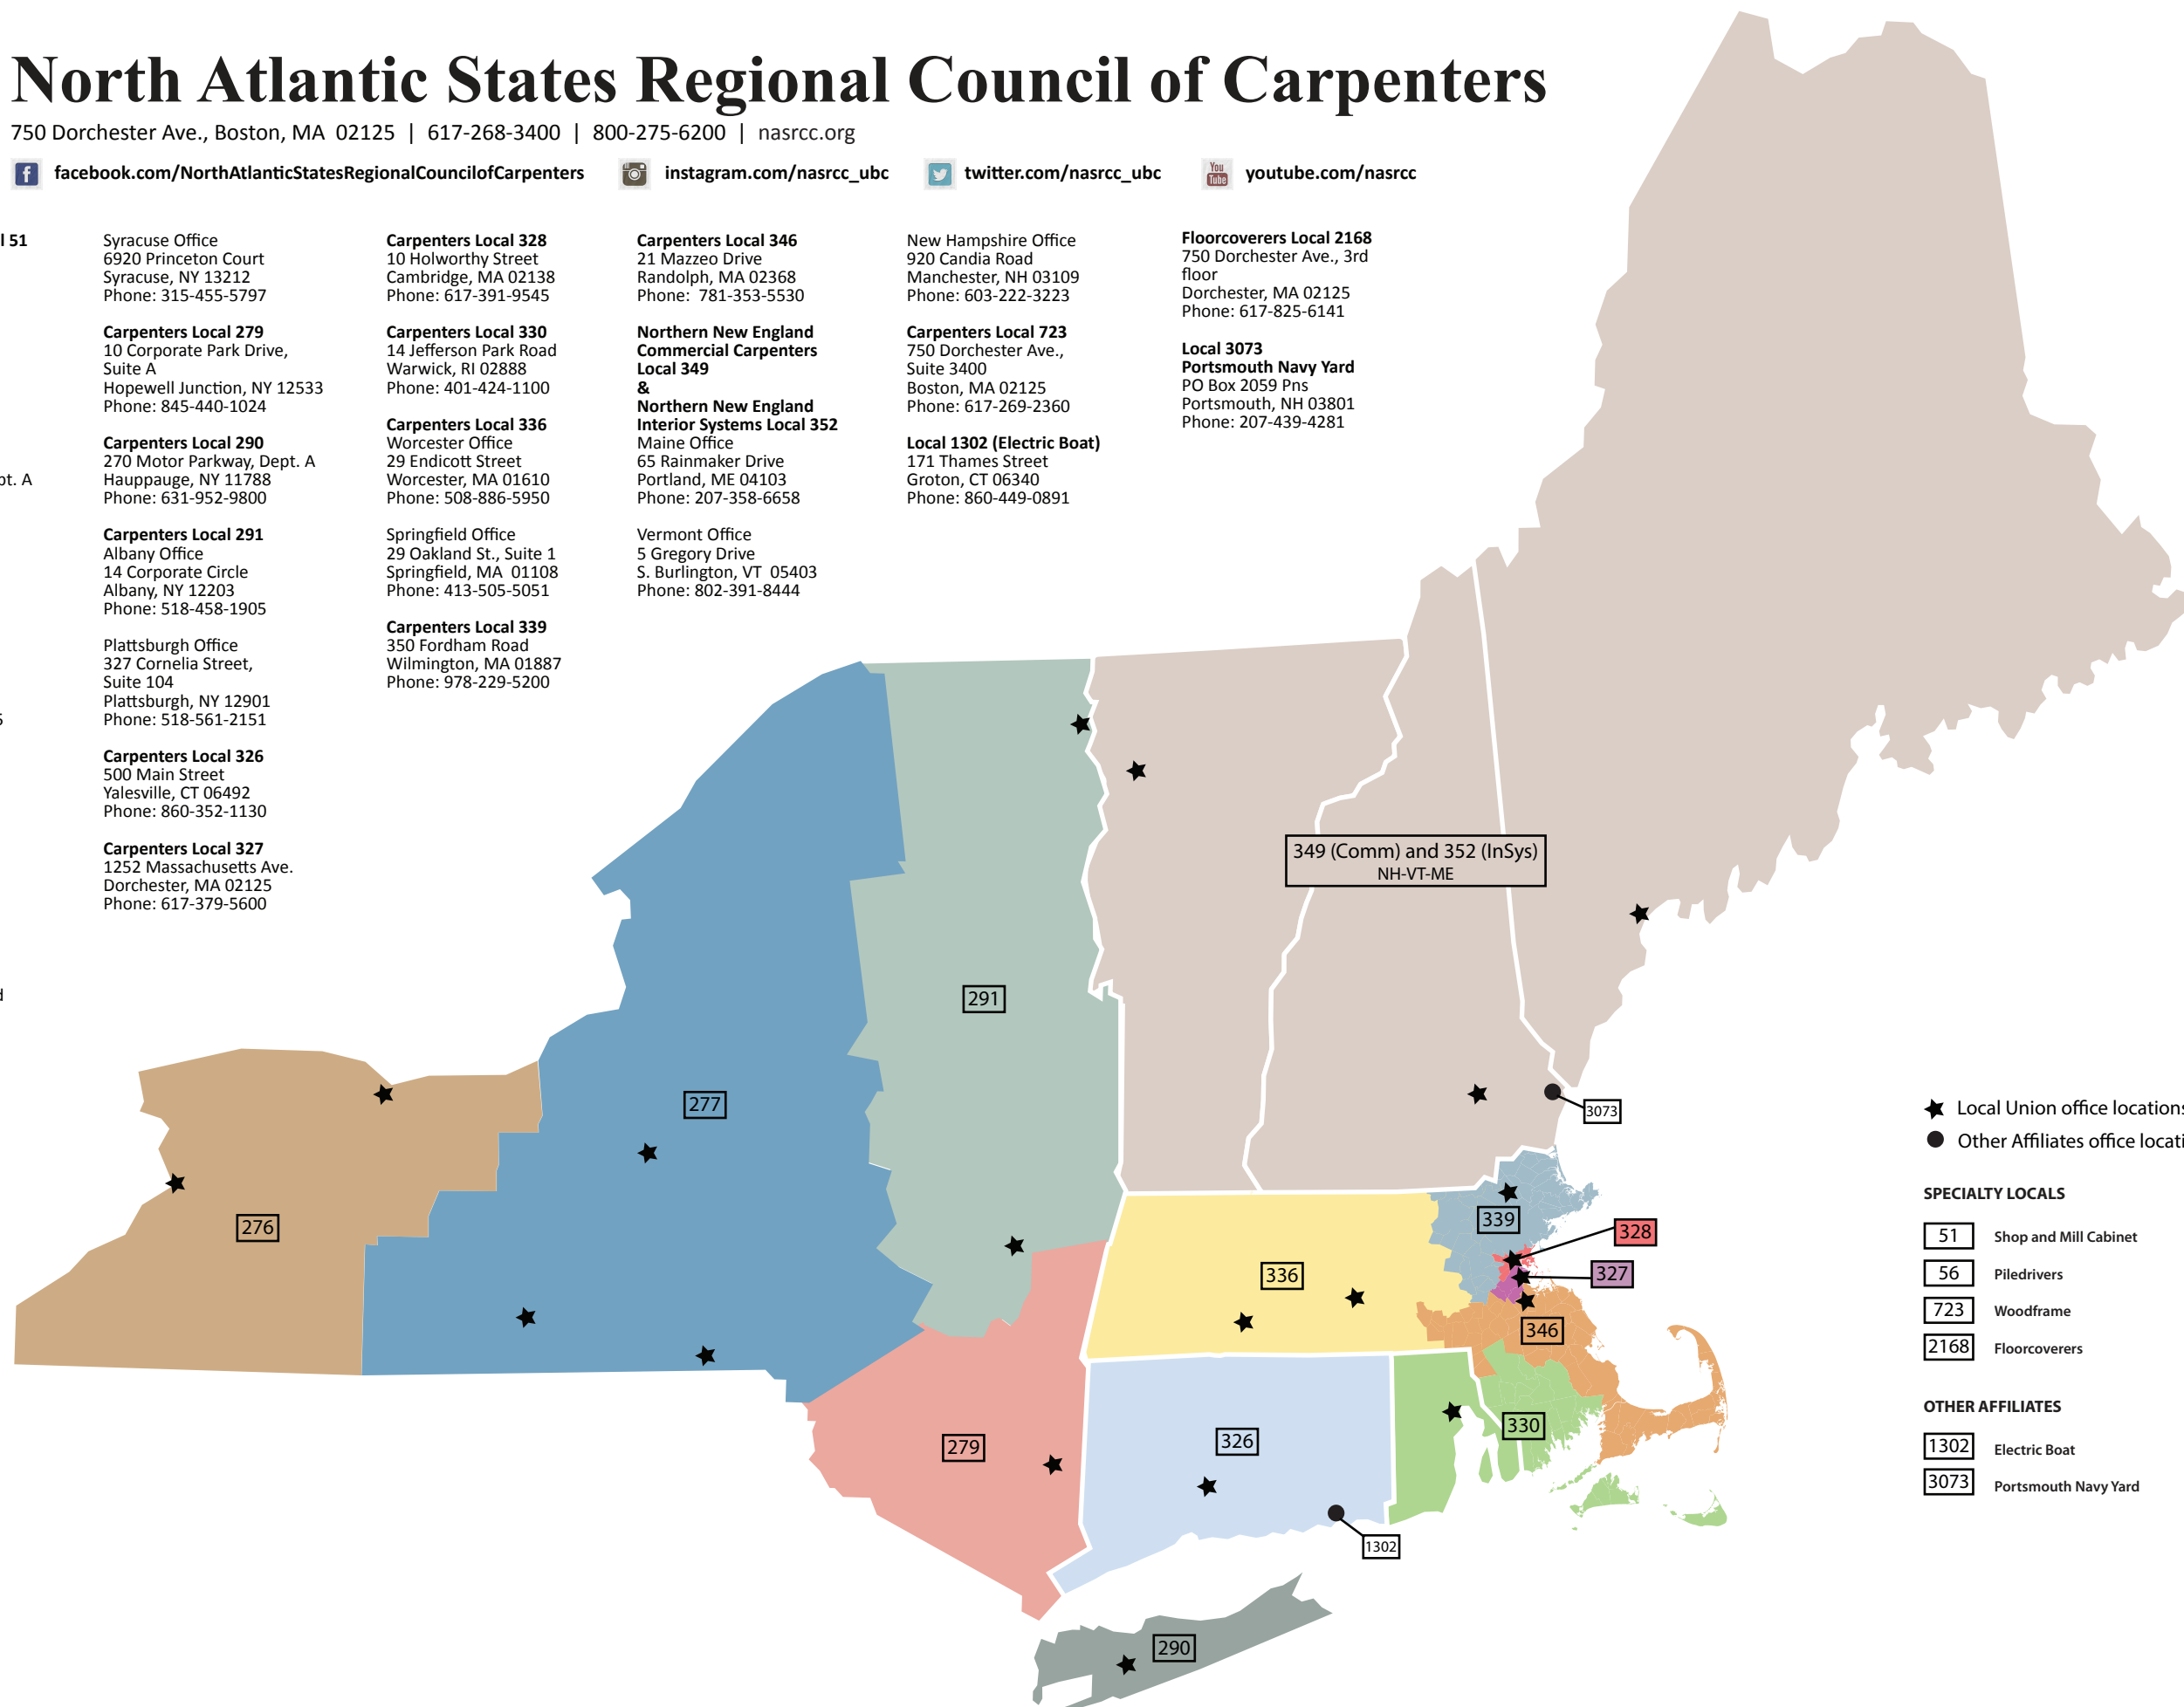 North Atlantic States Regional Council of Carpenters
750 Dorchester Ave., Boston, MA 02125 | 617-268-3400 | 800-275-6200 | nasrcc.org
facebook.com/NorthAtlanticStatesRegionalCouncilofCarpenters
instagram.com/nasrcc_ubc
twitter.com/nasrcc_ubc
You Tube
youtube.com/nasrcc
l 51
pt. A
Syracuse Office
6920 Princeton Court
Syracuse, NY 13212
Phone: 315-455-5797
Carpenters Local 279
10 Corporate Park Drive,
Suite A
Hopewell Junction, NY 12533
Phone: 845-440-1024
Carpenters Local 290
270 Motor Parkway, Dept. A
Hauppauge, NY 11788
Phone: 631-952-9800
Carpenters Local 291
Albany Office
14 Corporate Circle
Albany, NY 12203
Phone: 518-458-1905
Plattsburgh Office
327 Cornelia Street,
Suite 104
Plattsburgh, NY 12901
Phone: 518-561-2151
Carpenters Local 326
500 Main Street
Yalesville, CT 06492
Phone: 860-352-1130
Carpenters Local 327
1252 Massachusetts Ave.
Dorchester, MA 02125
Phone: 617-379-5600
Carpenters Local 328
10 Holworthy Street
Cambridge, MA 02138
Phone: 617-391-9545
Carpenters Local 330
14 Jefferson Park Road
Warwick, RI 02888
Phone: 401-424-1100
Carpenters Local 336
Worcester Office
29 Endicott Street
Worcester, MA 01610
Phone: 508-886-5950
Springfield Office
29 Oakland St., Suite 1
Springfield, MA 01108
Phone: 413-505-5051
Carpenters Local 339
350 Fordham Road
Wilmington, MA 01887
Phone: 978-229-5200
Carpenters Local 346
21 Mazzeo Drive
Randolph, MA 02368
Phone: 781-353-5530
Northern New England
Commercial Carpenters
Local 349
&
Northern New England
Interior Systems Local 352
Maine Office
65 Rainmaker Drive
Portland, ME 04103
Phone: 207-358-6658
Vermont Office
5 Gregory Drive
S. Burlington, VT 05403
Phone: 802-391-8444
New Hampshire Office
920 Candia Road
Manchester, NH 03109
Phone: 603-222-3223
Carpenters Local 723
750 Dorchester Ave.,
Suite 3400
Boston, MA 02125
Phone: 617-269-2360
Local 1302 (Electric Boat)
171 Thames Street
Groton, CT 06340
Phone: 860-449-0891
Floorcoverers Local 2168
750 Dorchester Ave., 3rd
floor
Dorchester, MA 02125
Phone: 617-825-6141
Local 3073
Portsmouth Navy Yard
PO Box 2059 Pns
Portsmouth, NH 03801
Phone: 207-439-4281
349 (Comm) and 352 (InSys)
NH-VT-ME
291
277
276
3073
339
328
327
336
346
330
326
279
1302
290
Local Union office locations
Other Affiliates office locati
SPECIALTY LOCALS
51 Shop and Mill Cabinet
56 Piledrivers
723 Woodframe
2168 Floorcoverers
OTHER AFFILIATES
1302 Electric Boat
3073 Portsmouth Navy Yard